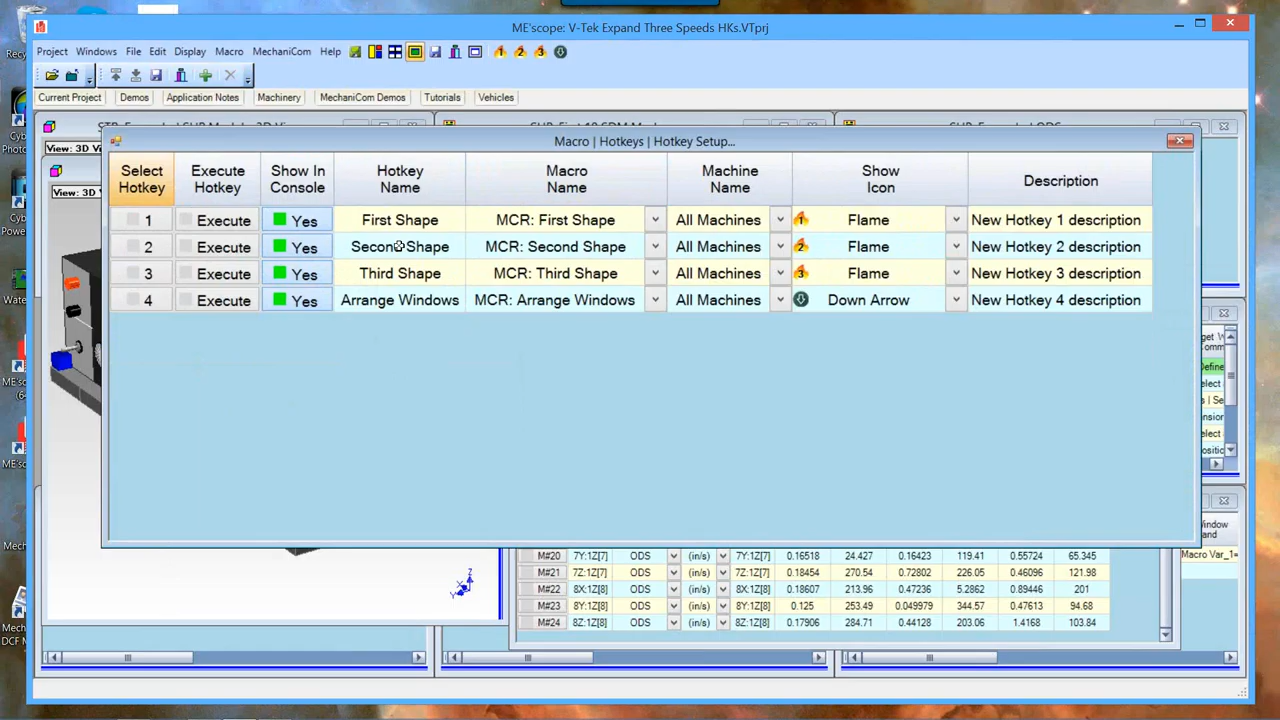 ME'scope: V-Tek Expand Three Speeds HKs.VTprj
Project Windows File Edit Display Macro MechaniCom Help
Current Project Demos Application Notes Machinery MechaniCom Demos Tutorials Vehicles
Macro | Hotkeys | Hotkey Setup...
View: 3D V
View: 3D
Select Hotkey Execute Hotkey Show In Console Hotkey Name Macro Name Machine Name Show Icon Description
1 Execute Yes First Shape MCR: First Shape All Machines 1 Flame New Hotkey 1 description
2 Execute Yes Second Shape MCR: Second Shape All Machines 2 Flame New Hotkey 2 description
3 Execute Yes Third Shape MCR: Third Shape All Machines 3 Flame New Hotkey 3 description
4 Execute Yes Arrange Windows MCR: Arrange Windows All Machines Down Arrow New Hotkey 4 description
M#20 7Y:1Z[7] ODS (in/s) 7Y:1Z[7] 0.16518 24.427 0.16423 119.41 0.55724 65.345
M#21 7Z:1Z[7] ODS (in/s) 7Z:1Z[7] 0.18454 270.54 0.72802 226.05 0.46096 121.98
M#22 8X:1Z[8] ODS (in/s) 8X:1Z[8] 0.18607 213.96 0.47236 5.2862 0.89446 201
M#23 8Y:1Z[8] ODS (in/s) 8Y:1Z[8] 0.125 253.49 0.049979 344.57 0.47613 94.68
M#24 8Z:1Z[8] ODS (in/s) 8Z:1Z[8] 0.17906 284.71 0.44128 203.06 1.4168 103.84
Macro Var_1=
Z
Y
X